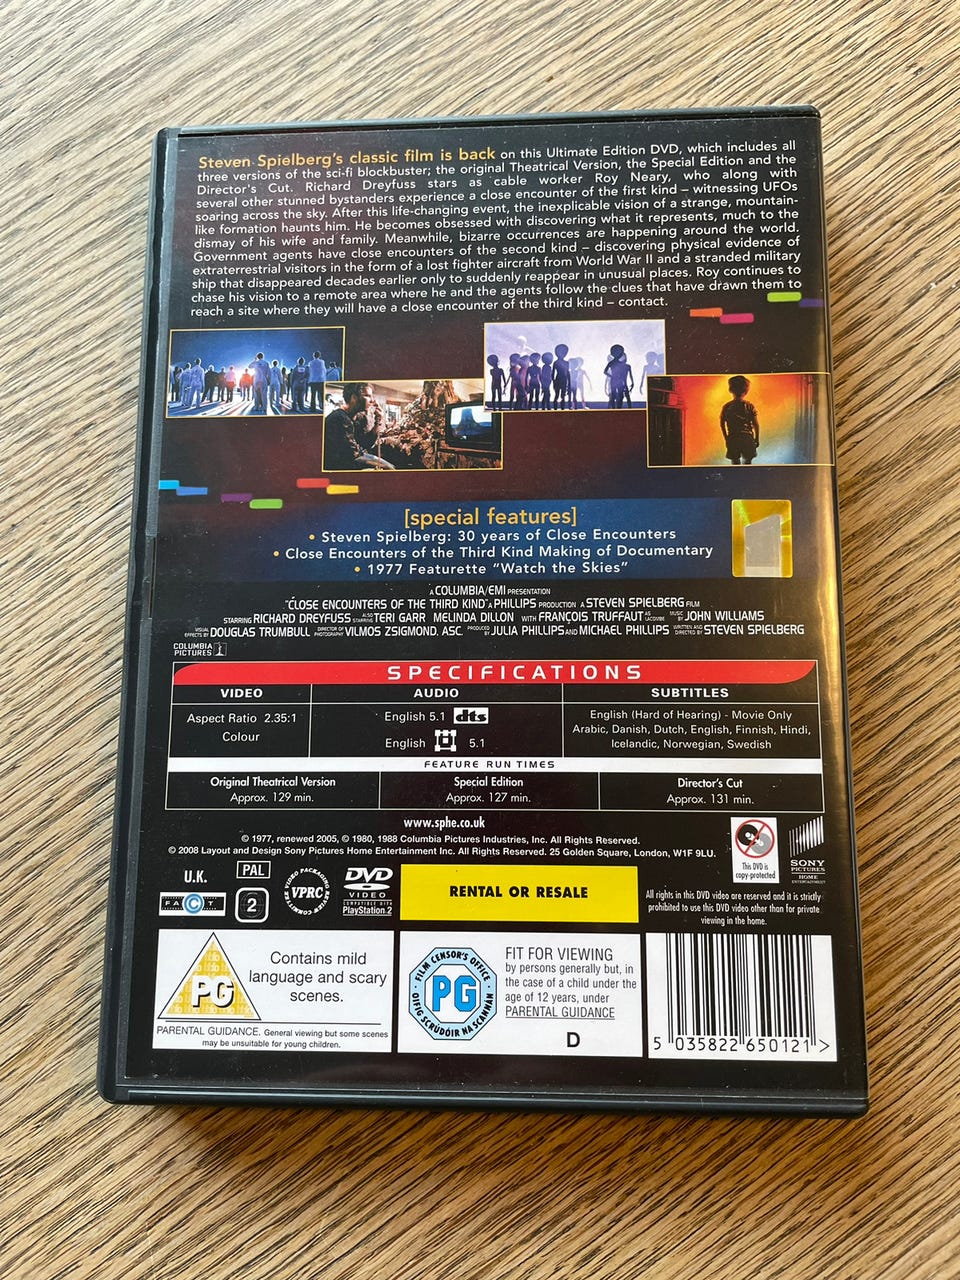 Steven Spielberg's classic film is back on this Ultimate Edition DVD, which includes all
three versions of the sci-fi blockbuster; the original Theatrical Version, the Special Edition and the
Director's Cut. Richard Dreyfuss stars as cable worker Roy Neary, who along with
several other stunned bystanders experience a close encounter of the first kind – witnessing UFOs
soaring across the sky. After this life-changing event, the inexplicable vision of a strange, mountain-
like formation haunts him. He becomes obsessed with discovering what it represents, much to the
dismay of his wife and family. Meanwhile, bizarre occurrences are happening around the world.
Government agents have close encounters of the second kind – discovering physical evidence of
extraterrestrial visitors in the form of a lost fighter aircraft from World War II and a stranded military
ship that disappeared decades earlier only to suddenly reappear in unusual places. Roy continues to
chase his vision to a remote area where he and the agents follow the clues that have drawn them to
reach a site where they will have a close encounter of the third kind – contact.
[special features]
• Steven Spielberg: 30 years of Close Encounters
• Close Encounters of the Third Kind Making of Documentary
• 1977 Featurette "Watch the Skies"
A COLUMBIA/EMI PRESENTATION
"CLOSE ENCOUNTERS OF THE THIRD KIND" A PHILLIPS PRODUCTION A STEVEN SPIELBERG FILM
STARRING RICHARD DREYFUSS ALSO STARRING TERI GARR MELINDA DILLON WITH FRANÇOIS TRUFFAUT AS LACOMBE MUSIC BY JOHN WILLIAMS
VISUAL EFFECTS BY DOUGLAS TRUMBULL DIRECTOR OF PHOTOGRAPHY VILMOS ZSIGMOND, ASC. PRODUCED BY JULIA PHILLIPS AND MICHAEL PHILLIPS WRITTEN AND DIRECTED BY STEVEN SPIELBERG
COLUMBIA
PICTURES
SPECIFICATIONS
VIDEO AUDIO SUBTITLES
Aspect Ratio 2.35:1
Colour
English 5.1 dts
English 5.1
English (Hard of Hearing) - Movie Only
Arabic, Danish, Dutch, English, Finnish, Hindi,
Icelandic, Norwegian, Swedish
FEATURE RUN TIMES
Original Theatrical Version
Approx. 129 min.
Special Edition
Approx. 127 min.
Director's Cut
Approx. 131 min.
www.sphe.co.uk
© 1977, renewed 2005, © 1980, 1988 Columbia Pictures Industries, Inc. All Rights Reserved.
© 2008 Layout and Design Sony Pictures Home Entertainment Inc. All Rights Reserved. 25 Golden Square, London, W1F 9LU.
This DVD is
copy-protected
SONY
PICTURES
HOME
ENTERTAINMENT
U.K.
FACT
PAL
2
VIDEO PACKAGING REVIEW COMMITTEE
VPRC
DVD
VIDEO
COMPATIBLE WITH
PlayStation 2
RENTAL OR RESALE
All rights in this DVD video are reserved and it is strictly
prohibited to use this DVD video other than for private
viewing in the home.
PG
Contains mild
language and scary
scenes.
PARENTAL GUIDANCE. General viewing but some scenes
may be unsuitable for young children.
FILM CENSOR'S OFFICE
PG
OIFIG SCRÚDÓIR NA SCANNÁN
FIT FOR VIEWING
by persons generally but, in
the case of a child under the
age of 12 years, under
PARENTAL GUIDANCE
D
5 035822 650121 >